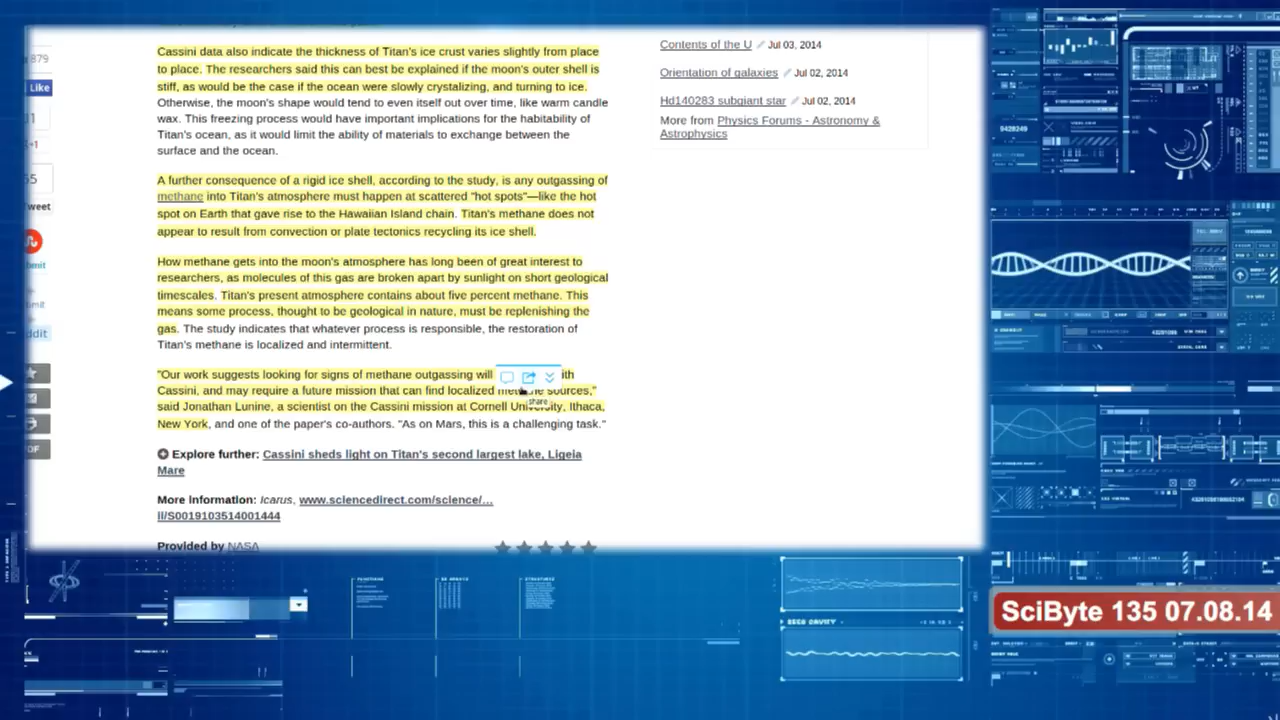 Cassini data also indicate the thickness of Titan's ice crust varies slightly from place
to place. The researchers said this can best be explained if the moon's outer shell is
stiff, as would be the case if the ocean were slowly crystalizing, and turning to ice.
Otherwise, the moon's shape would tend to even itself out over time, like warm candle
wax. This freezing process would have important implications for the habitability of
Titan's ocean, as it would limit the ability of materials to exchange between the
surface and the ocean.
A further consequence of a rigid ice shell, according to the study, is any outgassing of
methane into Titan's atmosphere must happen at scattered "hot spots"—like the hot
spot on Earth that gave rise to the Hawaiian Island chain. Titan's methane does not
appear to result from convection or plate tectonics recycling its ice shell.
How methane gets into the moon's atmosphere has long been of great interest to
researchers, as molecules of this gas are broken apart by sunlight on short geological
timescales. Titan's present atmosphere contains about five percent methane. This
means some process, thought to be geological in nature, must be replenishing the
gas. The study indicates that whatever process is responsible, the restoration of
Titan's methane is localized and intermittent.
"Our work suggests looking for signs of methane outgassing will ith
Cassini, and may require a future mission that can find localized methane sources,"
share
said Jonathan Lunine, a scientist on the Cassini mission at Cornell University, Ithaca,
New York, and one of the paper's co-authors. "As on Mars, this is a challenging task."
Explore further: Cassini sheds light on Titan's second largest lake, Ligeia
Mare
More information: Icarus, www.sciencedirect.com/science/…
ii/S0019103514001444
Provided by NASA
Contents of the U Jul 03, 2014
Orientation of galaxies Jul 02, 2014
Hd140283 subgiant star Jul 02, 2014
More from Physics Forums - Astronomy &
Astrophysics
879
Like
11
+1
55
Tweet
SciByte 135 07.08.14